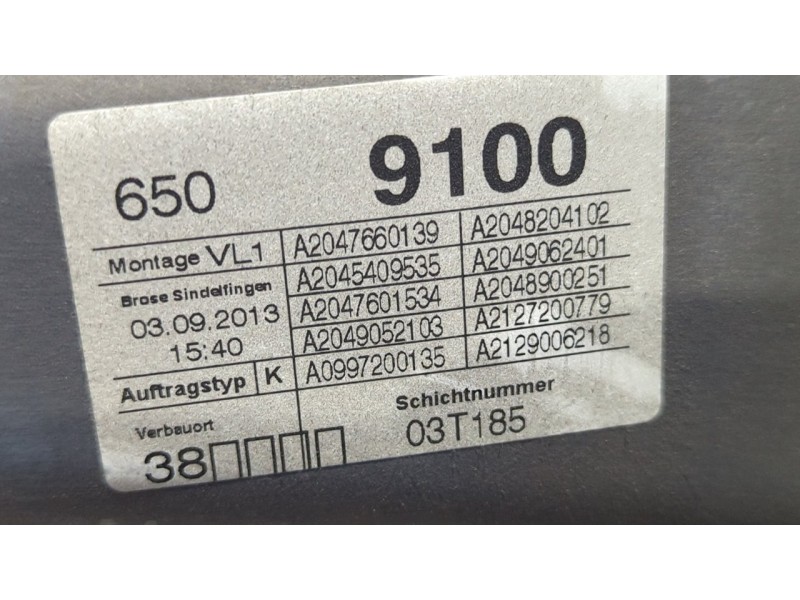 650 9100
Montage VL1 A2047660139 A2048204102
Brose Sindelfingen A2045409535 A2049062401
03.09.2013 A2047601534 A2048900251
15:40 A2049052103 A2127200779
Auftragstyp K A0997200135 A2129006218
Verbauort Schichtnummer
38 03T185